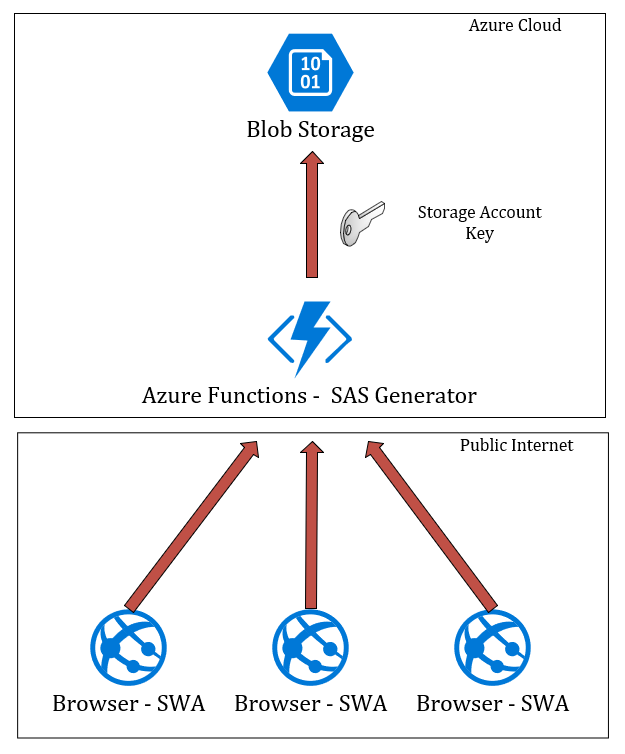 Azure Cloud
10
01
Blob Storage
Storage Account
Key
Azure Functions - SAS Generator
Public Internet
Browser - SWA
Browser - SWA
Browser - SWA